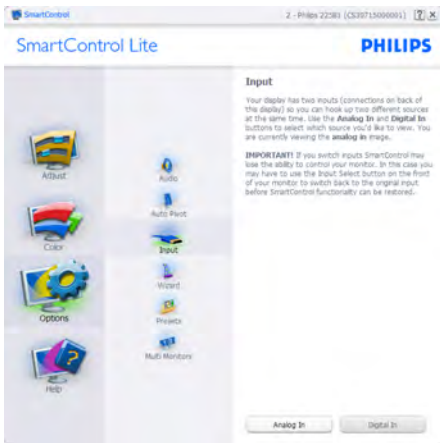 SmartControl
2 - Philips 225B1 (CS30715000001)
SmartControl Lite
PHILIPS
Adjust
Color
Options
Help
Audio
Auto Pivot
Input
Wizard
Presets
Multi Monitors
Input
Your display has two inputs (connections on back of
this display) so you can hook up two different sources
at the same time. Use the Analog In and Digital In
buttons to select which source you'd like to view. You
are currently viewing the analog in image.
IMPORTANT! If you switch inputs SmartControl may
lose the ability to control your monitor. In this case you
may have to use the Input Select button on the front
of your monitor to switch back to the original input
before SmartControl functionality can be restored.
Analog In
Digital In